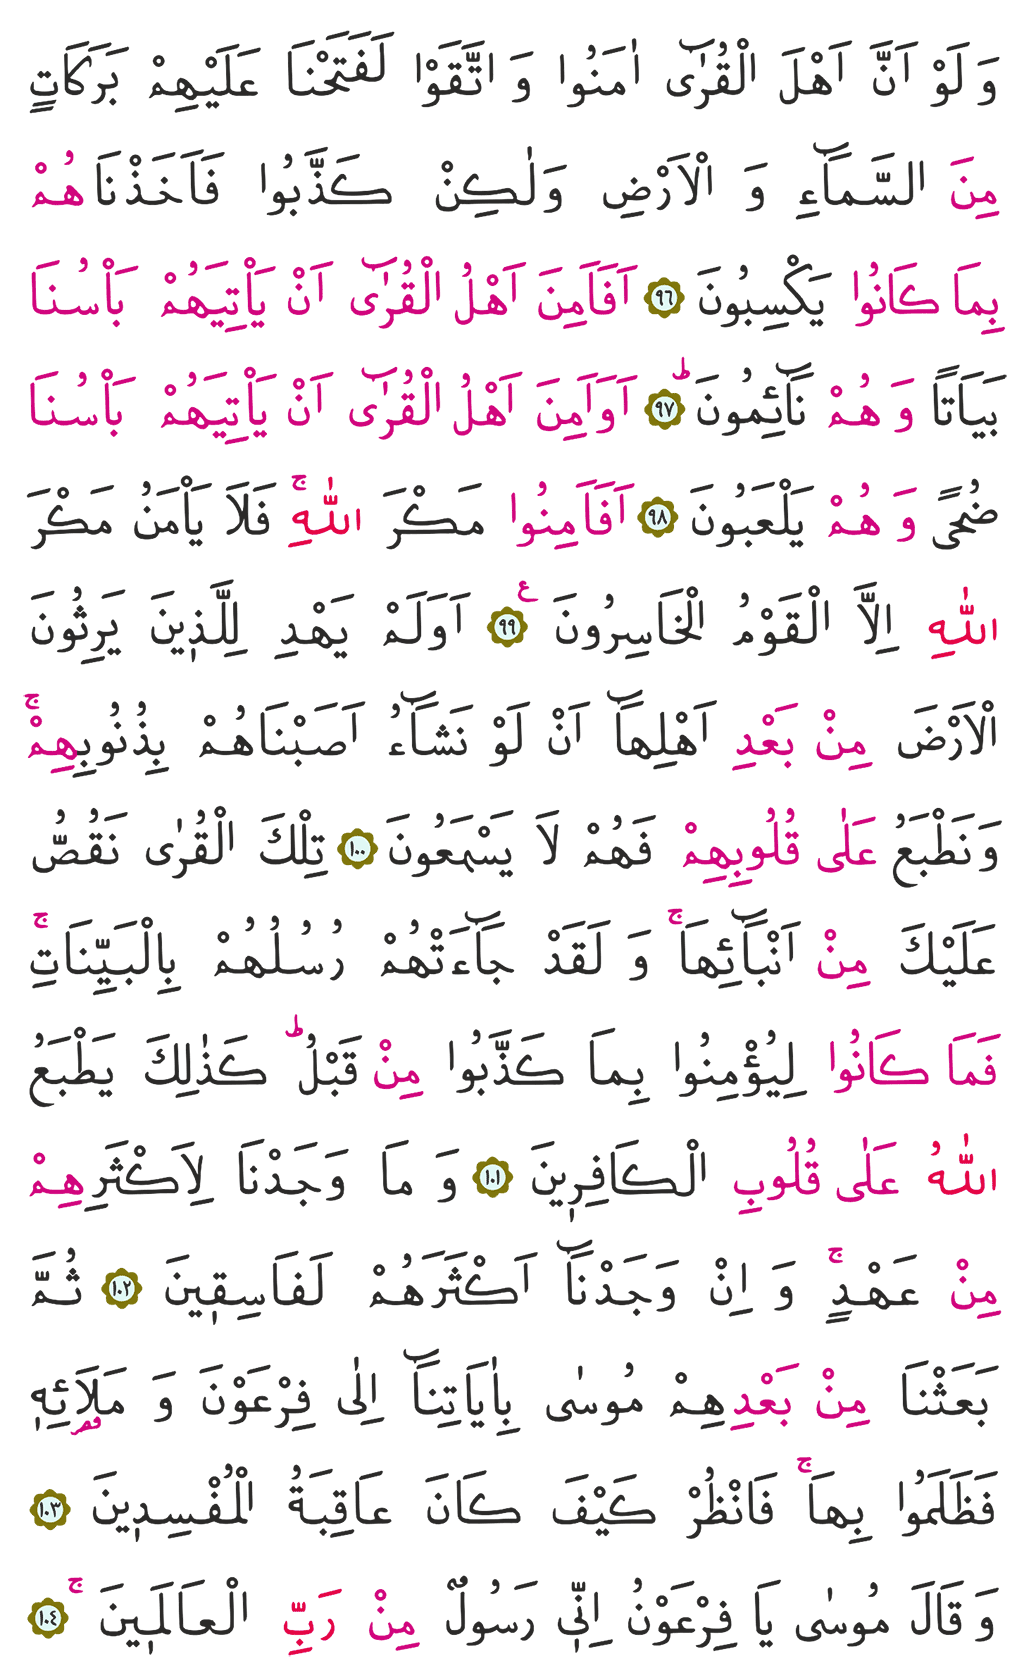 وَ لَوْ اَنَّ اَهْلَ الْقُرٰٓى اٰمَنُوا وَ اتَّقَوْا لَفَتَحْنَا عَلَيْهِمْ بَرَكَاتٍ
مِنَ السَّمَٓاءِ وَ الْاَرْضِ وَلٰكِنْ كَذَّبُوا فَاَخَذْنَاهُمْ
بِمَا كَانُوا يَكْسِبُونَ ﴿٩٦﴾ اَفَاَمِنَ اَهْلُ الْقُرٰٓى اَنْ يَاْتِيَهُمْ بَاْسُنَا
بَيَاتًا وَ هُمْ نَٓائِمُونَ ؕ ﴿٩٧﴾ اَوَاَمِنَ اَهْلُ الْقُرٰٓى اَنْ يَاْتِيَهُمْ بَاْسُنَا
ضُحًى وَ هُمْ يَلْعَبُونَ ﴿٩٨﴾ اَفَاَمِنُوا مَكْرَ اللّٰهِ ۚ فَلَا يَاْمَنُ مَكْرَ
اللّٰهِ اِلَّا الْقَوْمُ الْخَاسِرُونَ ع ﴿٩٩﴾ اَوَلَمْ يَهْدِ لِلَّذ۪ينَ يَرِثُونَ
الْاَرْضَ مِنْ بَعْدِ اَهْلِهَٓا اَنْ لَوْ نَشَٓاءُ اَصَبْنَاهُمْ بِذُنُوبِهِمْ ۚ
وَنَطْبَعُ عَلٰى قُلُوبِهِمْ فَهُمْ لَا يَسْمَعُونَ ﴿١٠٠﴾ تِلْكَ الْقُرٰى نَقُصُّ
عَلَيْكَ مِنْ اَنْبَٓائِهَا ۚ وَ لَقَدْ جَٓاءَتْهُمْ رُسُلُهُمْ بِالْبَيِّنَاتِ ۚ
فَمَا كَانُوا لِيُؤْمِنُوا بِمَا كَذَّبُوا مِنْ قَبْلُ ؕ كَذٰلِكَ يَطْبَعُ
اللّٰهُ عَلٰى قُلُوبِ الْكَافِر۪ينَ ﴿١٠١﴾ وَ مَا وَجَدْنَا لِاَكْثَرِهِمْ
مِنْ عَهْدٍ ۚ وَ اِنْ وَجَدْنَٓا اَكْثَرَهُمْ لَفَاسِق۪ينَ ﴿١٠٢﴾ ثُمَّ
بَعَثْنَا مِنْ بَعْدِهِمْ مُوسٰى بِاٰيَاتِنَٓا اِلٰى فِرْعَوْنَ وَ مَلَا۬ئِه۪
فَظَلَمُوا بِهَا ۚ فَانْظُرْ كَيْفَ كَانَ عَاقِبَةُ الْمُفْسِد۪ينَ ﴿١٠٣﴾
وَ قَالَ مُوسٰى يَا فِرْعَوْنُ اِنّ۪ي رَسُولٌ مِنْ رَبِّ الْعَالَم۪ينَ ۚ ﴿١٠٤﴾